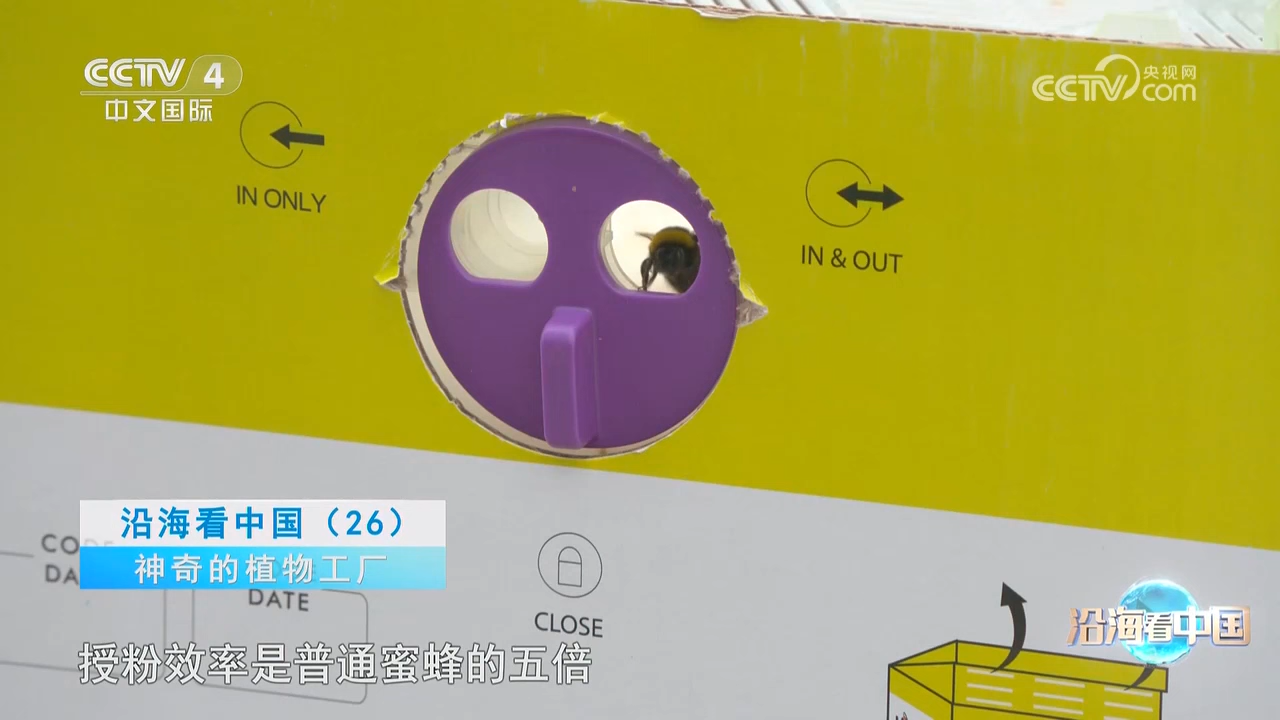 CCTV 4
中文国际
央视网
CCTV.com
IN ONLY
IN & OUT
沿海看中国（26）
神奇的植物工厂
DATE
CLOSE
沿海看中国
授粉效率是普通蜜蜂的五倍